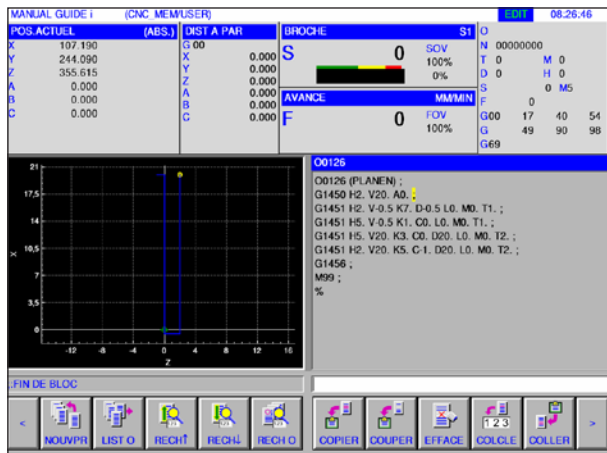 MANUAL GUIDE i (CNC_MEM/USER) EDIT 08:26:46
POS.ACTUEL (ABS.) DIST A PAR BROCHE S1 O
X 107.190 G 00 N 00000000
Y 244.090 X 0.000 S 0 SOV T 0 M 0
Z 355.615 Y 0.000 100% D 0 H 0
A 0.000 Z 0.000 0% S 0 M5
B 0.000 A 0.000 AVANCE MM/MIN F 0
C 0.000 B 0.000 F 0 FOV G00 17 40 54
C 0.000 100% G 49 90 98
G69
O0126
O0126 (PLANEN) ;
G1450 H2. V20. A0. ;
G1451 H2. V-0.5 K7. D-0.5 L0. M0. T1. ;
G1451 H5. V-0.5 K1. C0. L0. M0. T1. ;
G1451 H5. V20. K3. C0. D20. L0. M0. T2. ;
G1451 H2. V20. K5. C-1. D20. L0. M0. T2. ;
G1456 ;
M99 ;
%
21
17,5
14
10,5
X
7
3,5
0
-12 -8 -4 0 4 8 12 16
Z
;FIN DE BLOC
< NOUVPR LIST O RECH↑ RECH↓ RECH O COPIER COUPER EFFACE COLCLE COLLER >